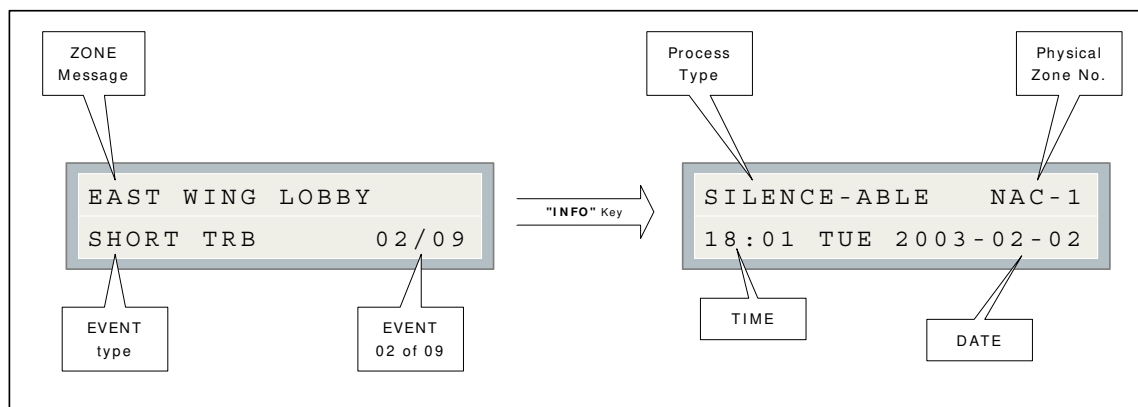 ZONE
Message
Process
Type
Physical
Zone No.
EAST WING LOBBY
SHORT TRB 02/09
"INFO" Key
SILENCE-ABLE NAC-1
18:01 TUE 2003-02-02
EVENT
type
EVENT
02 of 09
TIME
DATE